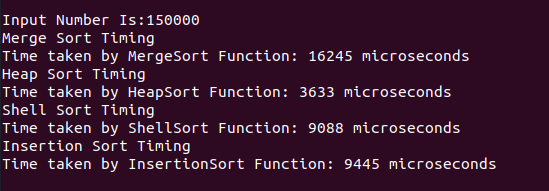 Input Number Is:150000
Merge Sort Timing
Time taken by MergeSort Function: 16245 microseconds
Heap Sort Timing
Time taken by HeapSort Function: 3633 microseconds
Shell Sort Timing
Time taken by ShellSort Function: 9088 microseconds
Insertion Sort Timing
Time taken by InsertionSort Function: 9445 microseconds